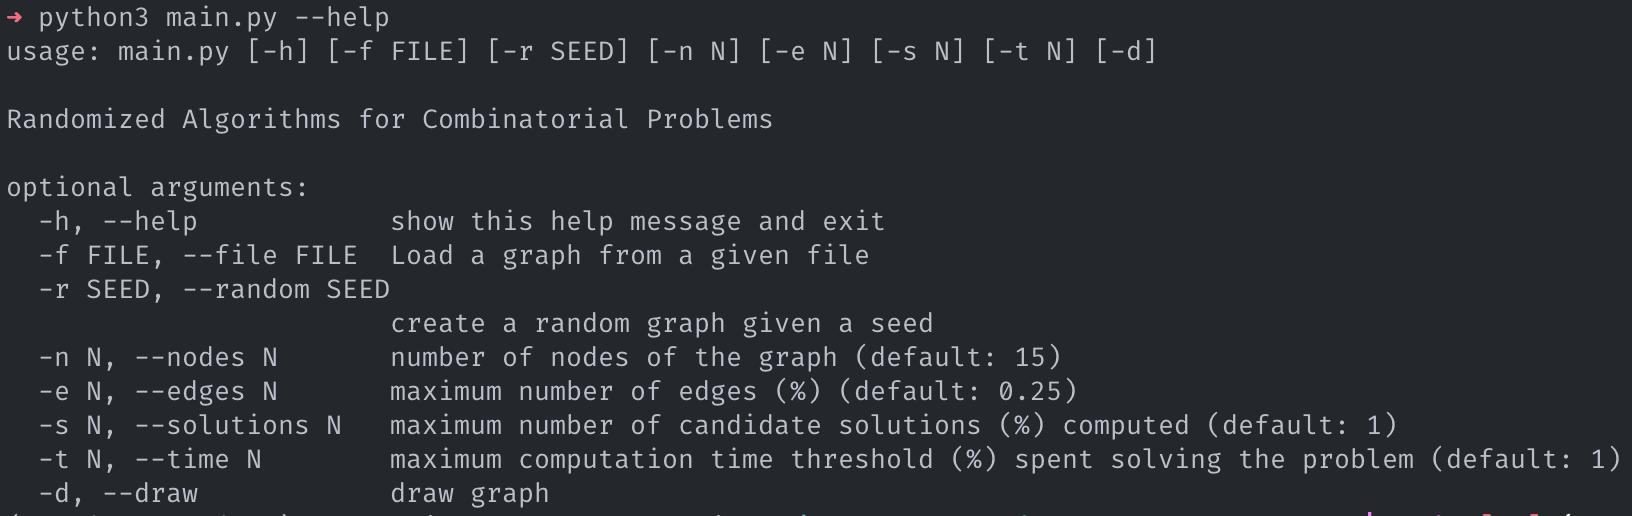 → python3 main.py --help
usage: main.py [-h] [-f FILE] [-r SEED] [-n N] [-e N] [-s N] [-t N] [-d]
Randomized Algorithms for Combinatorial Problems
optional arguments:
-h, --help show this help message and exit
-f FILE, --file FILE Load a graph from a given file
-r SEED, --random SEED
create a random graph given a seed
-n N, --nodes N number of nodes of the graph (default: 15)
-e N, --edges N maximum number of edges (%) (default: 0.25)
-s N, --solutions N maximum number of candidate solutions (%) computed (default: 1)
-t N, --time N maximum computation time threshold (%) spent solving the problem (default: 1)
-d, --draw draw graph